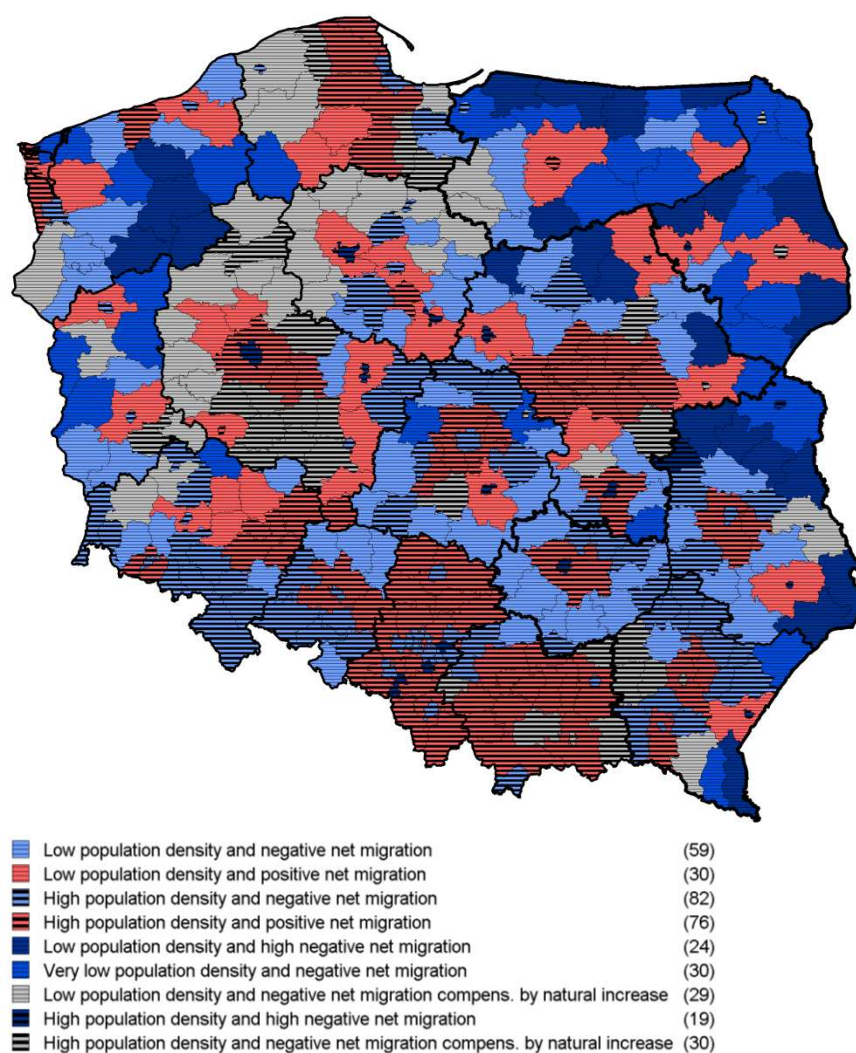 Low population density and negative net migration (59)
Low population density and positive net migration (30)
High population density and negative net migration (82)
High population density and positive net migration (76)
Low population density and high negative net migration (24)
Very low population density and negative net migration (30)
Low population density and negative net migration compens. by natural increase (29)
High population density and high negative net migration (19)
High population density and negative net migration compens. by natural increase (30)